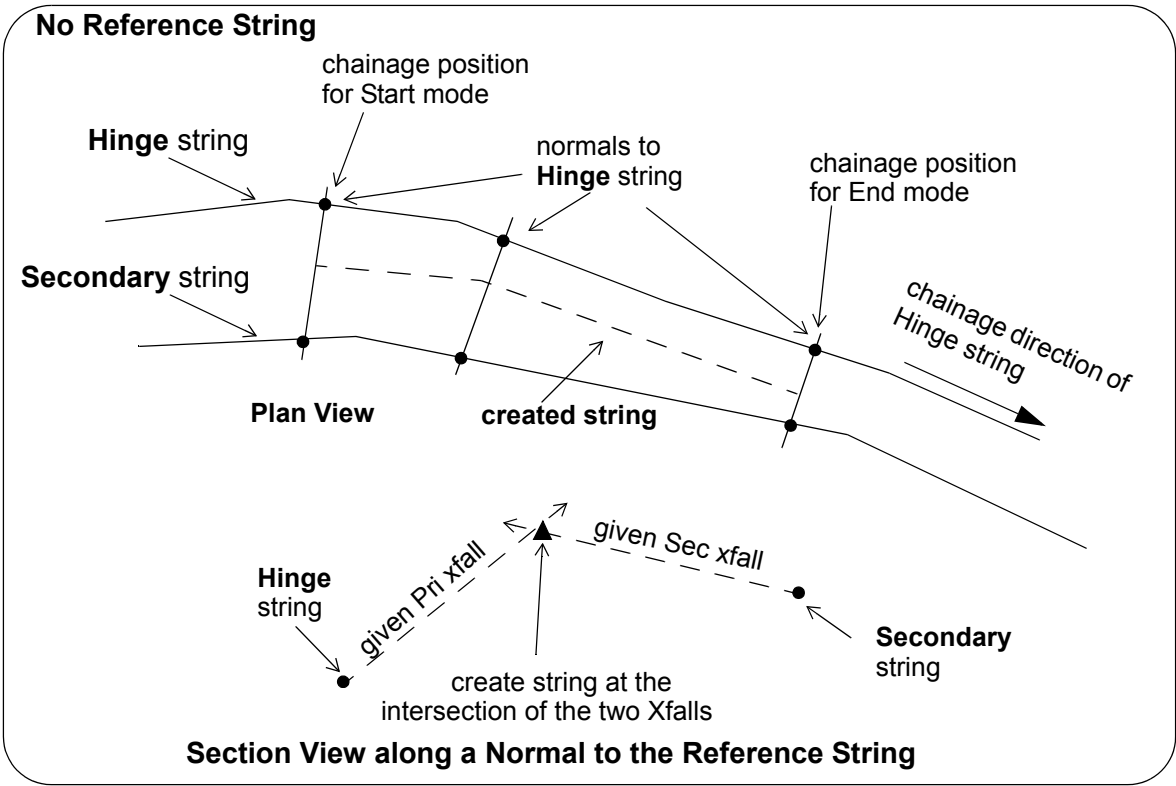 No Reference String
chainage position
for Start mode
Hinge string
normals to
Hinge string
chainage position
for End mode
Secondary string
chainage direction of
Hinge string
Plan View
created string
given Sec xfall
given Pri xfall
Hinge
string
Secondary
string
create string at the
intersection of the two Xfalls
Section View along a Normal to the Reference String